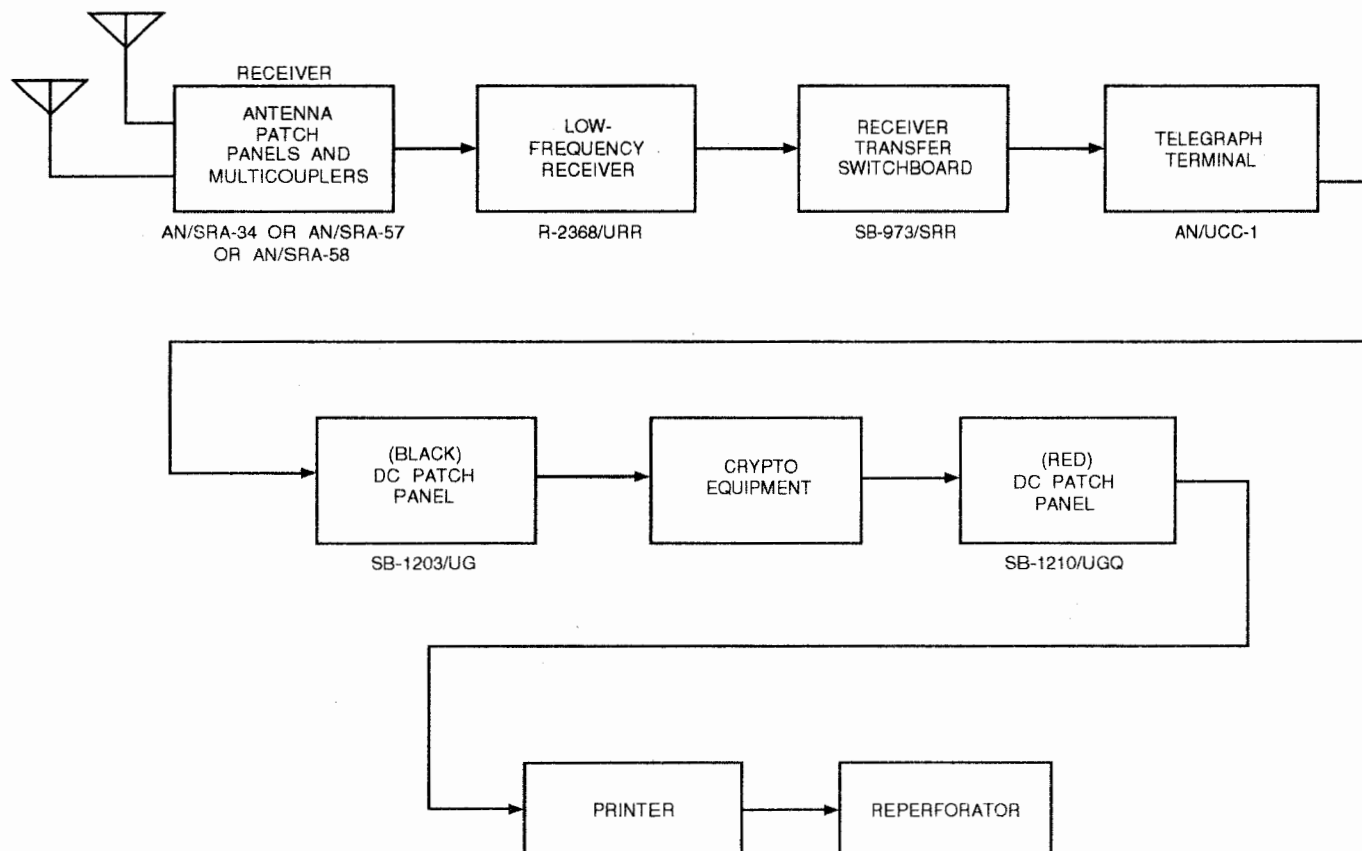 RECEIVER
ANTENNA
PATCH
PANELS AND
MULTICOUPLERS
AN/SRA-34 OR AN/SRA-57
OR AN/SRA-58
LOW-
FREQUENCY
RECEIVER
R-2368/URR
RECEIVER
TRANSFER
SWITCHBOARD
SB-973/SRR
TELEGRAPH
TERMINAL
AN/UCC-1
(BLACK)
DC PATCH
PANEL
SB-1203/UG
CRYPTO
EQUIPMENT
(RED)
DC PATCH
PANEL
SB-1210/UGQ
PRINTER
REPERFORATOR